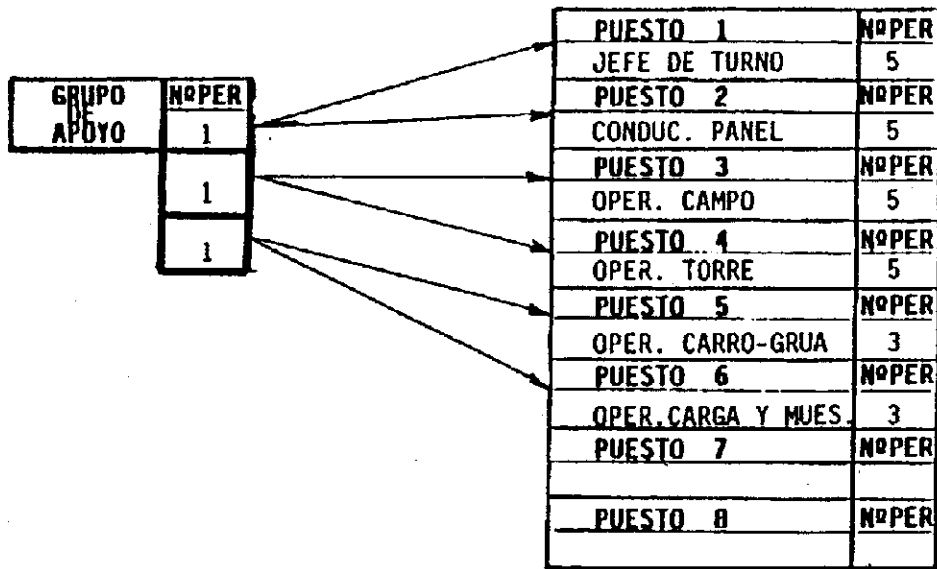 GRUPO DE APOYO NºPER
1
1
1
PUESTO 1 NºPER
JEFE DE TURNO 5
PUESTO 2 NºPER
CONDUC. PANEL 5
PUESTO 3 NºPER
OPER. CAMPO 5
PUESTO 4 NºPER
OPER. TORRE 5
PUESTO 5 NºPER
OPER. CARRO-GRUA 3
PUESTO 6 NºPER
OPER.CARGA Y MUES. 3
PUESTO 7 NºPER
PUESTO 8 NºPER